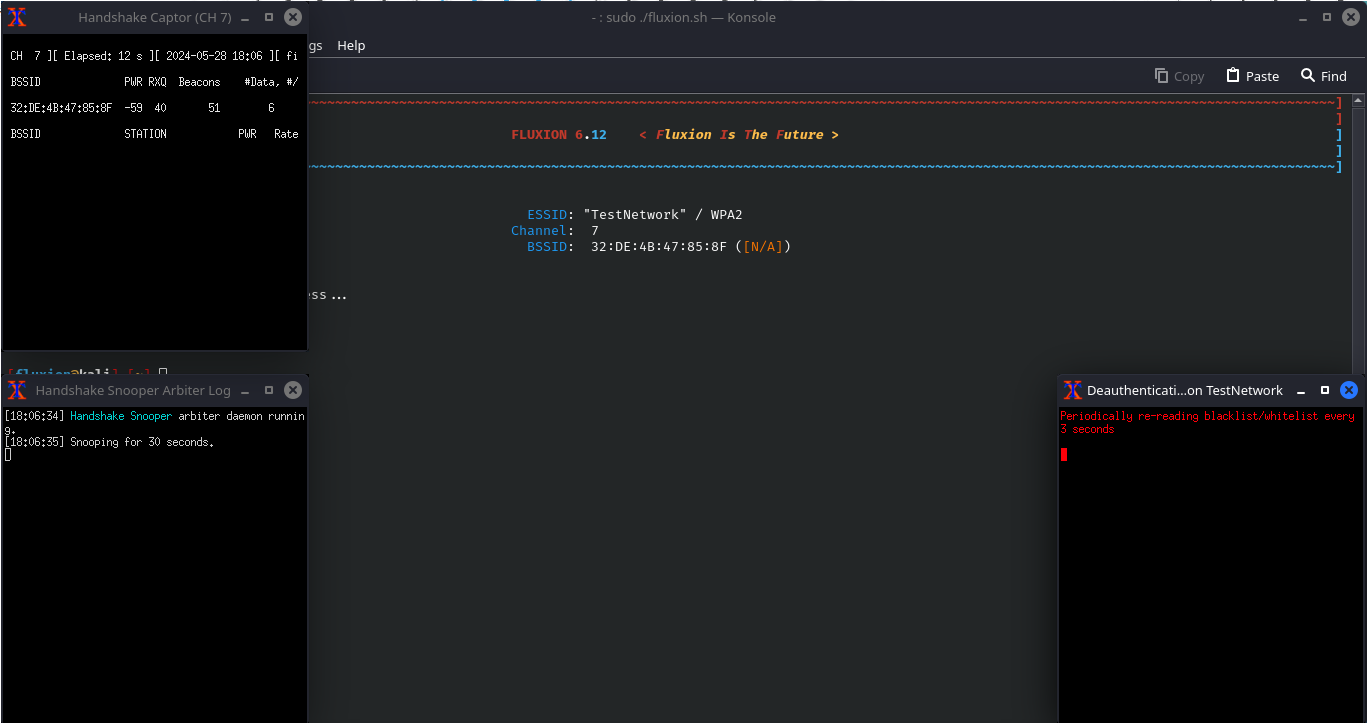 Handshake Captor (CH 7)
- : sudo ./fluxion.sh — Konsole
gs Help
Copy Paste Find
CH 7 ][ Elapsed: 12 s ][ 2024-05-28 18:06 ][ fi
BSSID PWR RXQ Beacons #Data, #/
32:DE:4B:47:85:8F -59 40 51 6
BSSID STATION PWR Rate
~~~~~~~~~~~~~~~~~~~~~~~~~~~~~~~~~~~~~~~~]
]
FLUXION 6.12 < Fluxion Is The Future > ]
]
~~~~~~~~~~~~~~~~~~~~~~~~~~~~~~~~~~~~~~~~]
ESSID: "TestNetwork" / WPA2
Channel: 7
BSSID: 32:DE:4B:47:85:8F ([N/A])
ess...
[fluxion@kali]-[~]
Handshake Snooper Arbiter Log
[18:06:34] Handshake Snooper arbiter daemon runnin
g.
[18:06:35] Snooping for 30 seconds.
Deauthenticati...on TestNetwork
Periodically re-reading blacklist/whitelist every
3 seconds